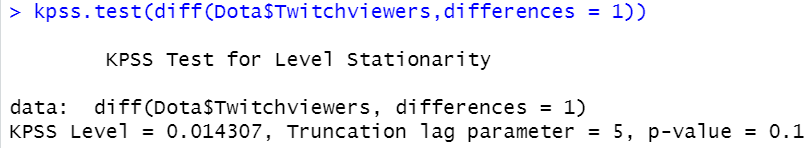 > kpss.test(diff(Dota$Twitchviewers,differences = 1))
KPSS Test for Level Stationarity
data:  diff(Dota$Twitchviewers, differences = 1)
KPSS Level = 0.014307, Truncation lag parameter = 5, p-value = 0.1